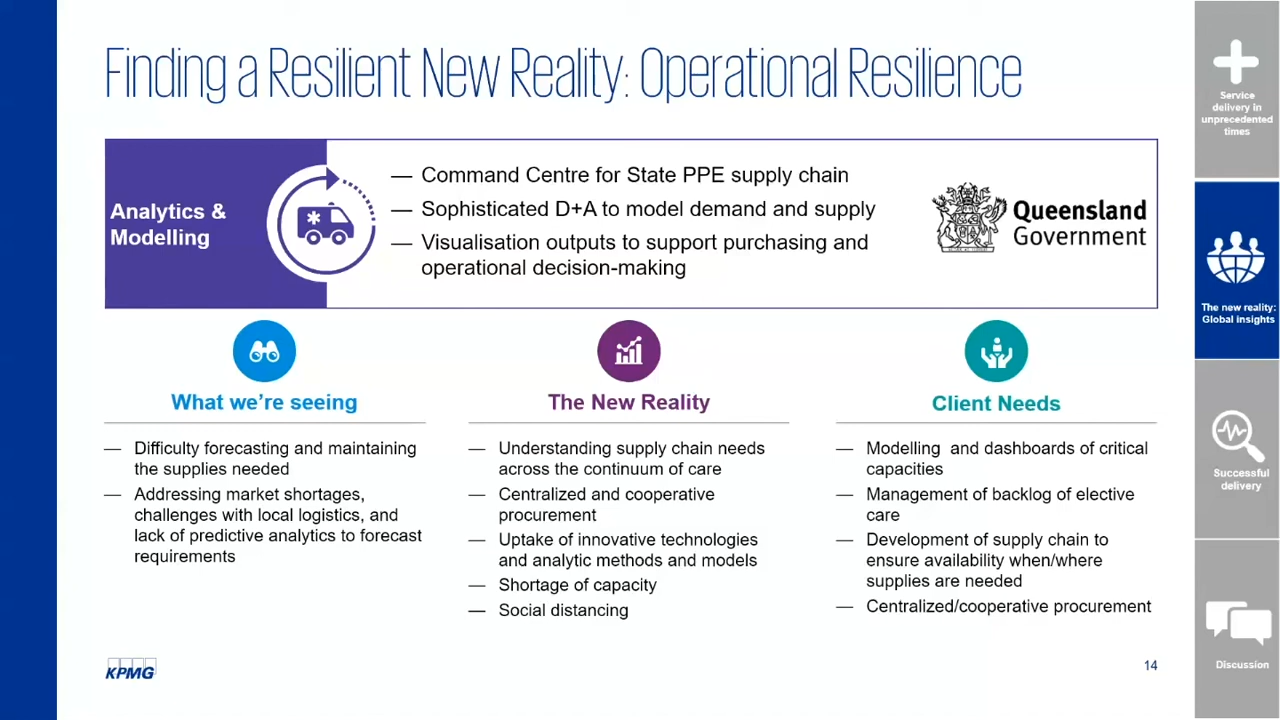 Finding a Resilient New Reality: Operational Resilience
Analytics &
Modelling
— Command Centre for State PPE supply chain
— Sophisticated D+A to model demand and supply
— Visualisation outputs to support purchasing and
operational decision-making
Queensland
Government
What we’re seeing
— Difficulty forecasting and maintaining
the supplies needed
— Addressing market shortages,
challenges with local logistics, and
lack of predictive analytics to forecast
requirements
The New Reality
— Understanding supply chain needs
across the continuum of care
— Centralized and cooperative
procurement
— Uptake of innovative technologies
and analytic methods and models
— Shortage of capacity
— Social distancing
Client Needs
— Modelling and dashboards of critical
capacities
— Management of backlog of elective
care
— Development of supply chain to
ensure availability when/where
supplies are needed
— Centralized/cooperative procurement
KPMG
14
Service
delivery in
unprecedented
times
The new reality:
Global insights
Successful
delivery
Discussion